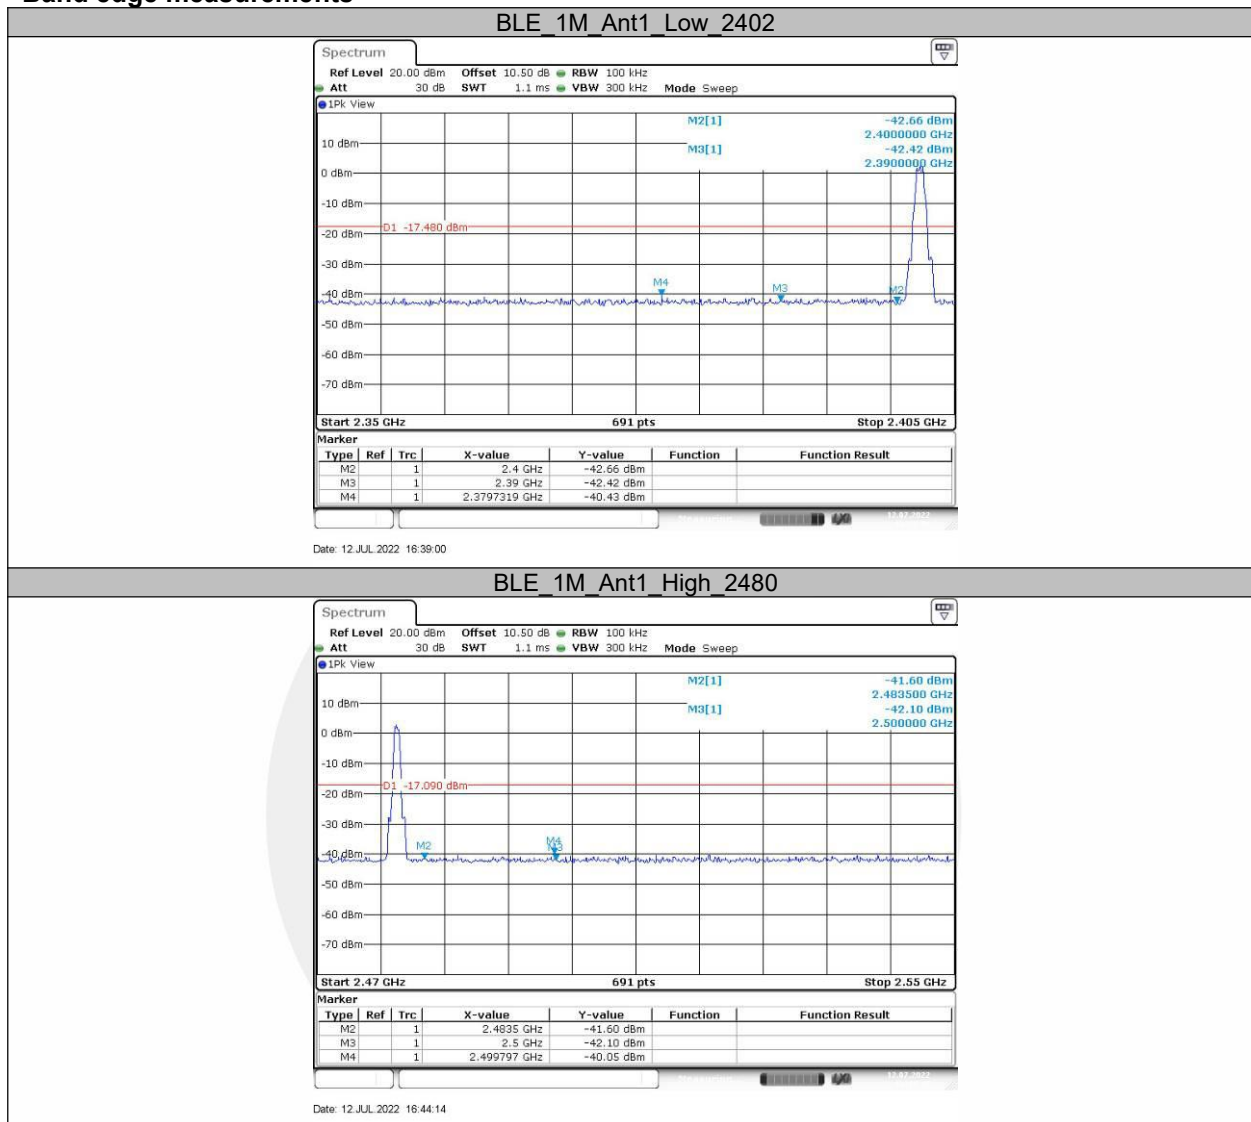 Band edge measurements
BLE_1M_Ant1_Low_2402
Spectrum
Ref Level 20.00 dBm Offset 10.50 dB RBW 100 kHz
Att 30 dB SWT 1.1 ms VBW 300 kHz Mode Sweep
1Pk View
M2[1] -42.66 dBm
2.4000000 GHz
10 dBm
M3[1] -42.42 dBm
2.3900000 GHz
0 dBm
-10 dBm
D1 -17.480 dBm
-20 dBm
-30 dBm
M4 M3 M2
-40 dBm
-50 dBm
-60 dBm
-70 dBm
Start 2.35 GHz 691 pts Stop 2.405 GHz
Marker
Type Ref Trc X-value Y-value Function Function Result
M2 1 2.4 GHz -42.66 dBm
M3 1 2.39 GHz -42.42 dBm
M4 1 2.3797319 GHz -40.43 dBm
Date: 12.JUL.2022 16:39:00
BLE_1M_Ant1_High_2480
Spectrum
Ref Level 20.00 dBm Offset 10.50 dB RBW 100 kHz
Att 30 dB SWT 1.1 ms VBW 300 kHz Mode Sweep
1Pk View
M2[1] -41.60 dBm
2.483500 GHz
10 dBm
M3[1] -42.10 dBm
2.500000 GHz
0 dBm
-10 dBm
D1 -17.090 dBm
-20 dBm
-30 dBm
M2 M4
M3
-40 dBm
-50 dBm
-60 dBm
-70 dBm
Start 2.47 GHz 691 pts Stop 2.55 GHz
Marker
Type Ref Trc X-value Y-value Function Function Result
M2 1 2.4835 GHz -41.60 dBm
M3 1 2.5 GHz -42.10 dBm
M4 1 2.499797 GHz -40.05 dBm
Date: 12.JUL.2022 16:44:14